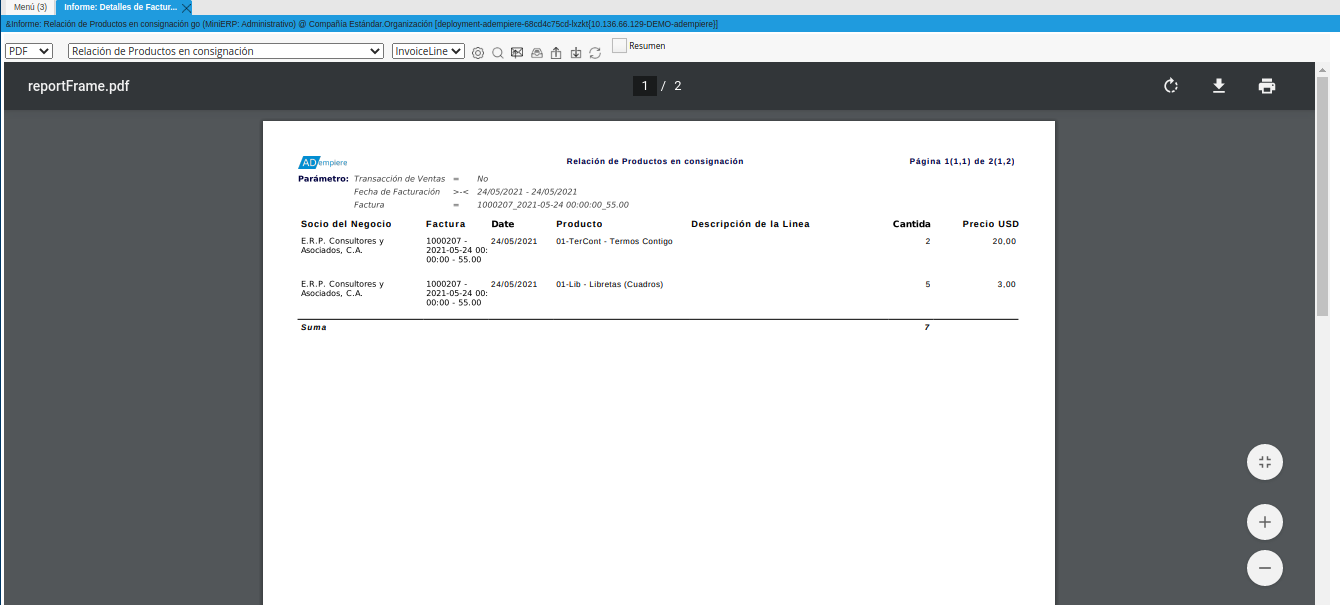 Menú (3) Informe: Detalles de Factur...
&Informe: Relación de Productos en consignación go (MiniERP: Administrativo) @ Compañía Estándar.Organización [deployment-adempiere-68cd4c75cd-lxzkt{10.136.66.129-DEMO-adempiere}]
PDF Relación de Productos en consignación InvoiceLine Resumen
reportFrame.pdf 1 / 2
ADempiere Relación de Productos en consignación Página 1(1,1) de 2(1,2)
Parámetro: Transacción de Ventas = No
Fecha de Facturación >-< 24/05/2021 - 24/05/2021
Factura = 1000207_2021-05-24 00:00:00_55.00
Socio del Negocio Factura Date Producto Descripción de la Linea Cantida Precio USD
E.R.P. Consultores y 1000207 - 24/05/2021 01-TerCont - Termos Contigo 2 20,00
Asociados, C.A. 2021-05-24 00:
00:00 - 55.00
E.R.P. Consultores y 1000207 - 24/05/2021 01-Lib - Libretas (Cuadros) 5 3,00
Asociados, C.A. 2021-05-24 00:
00:00 - 55.00
Suma 7